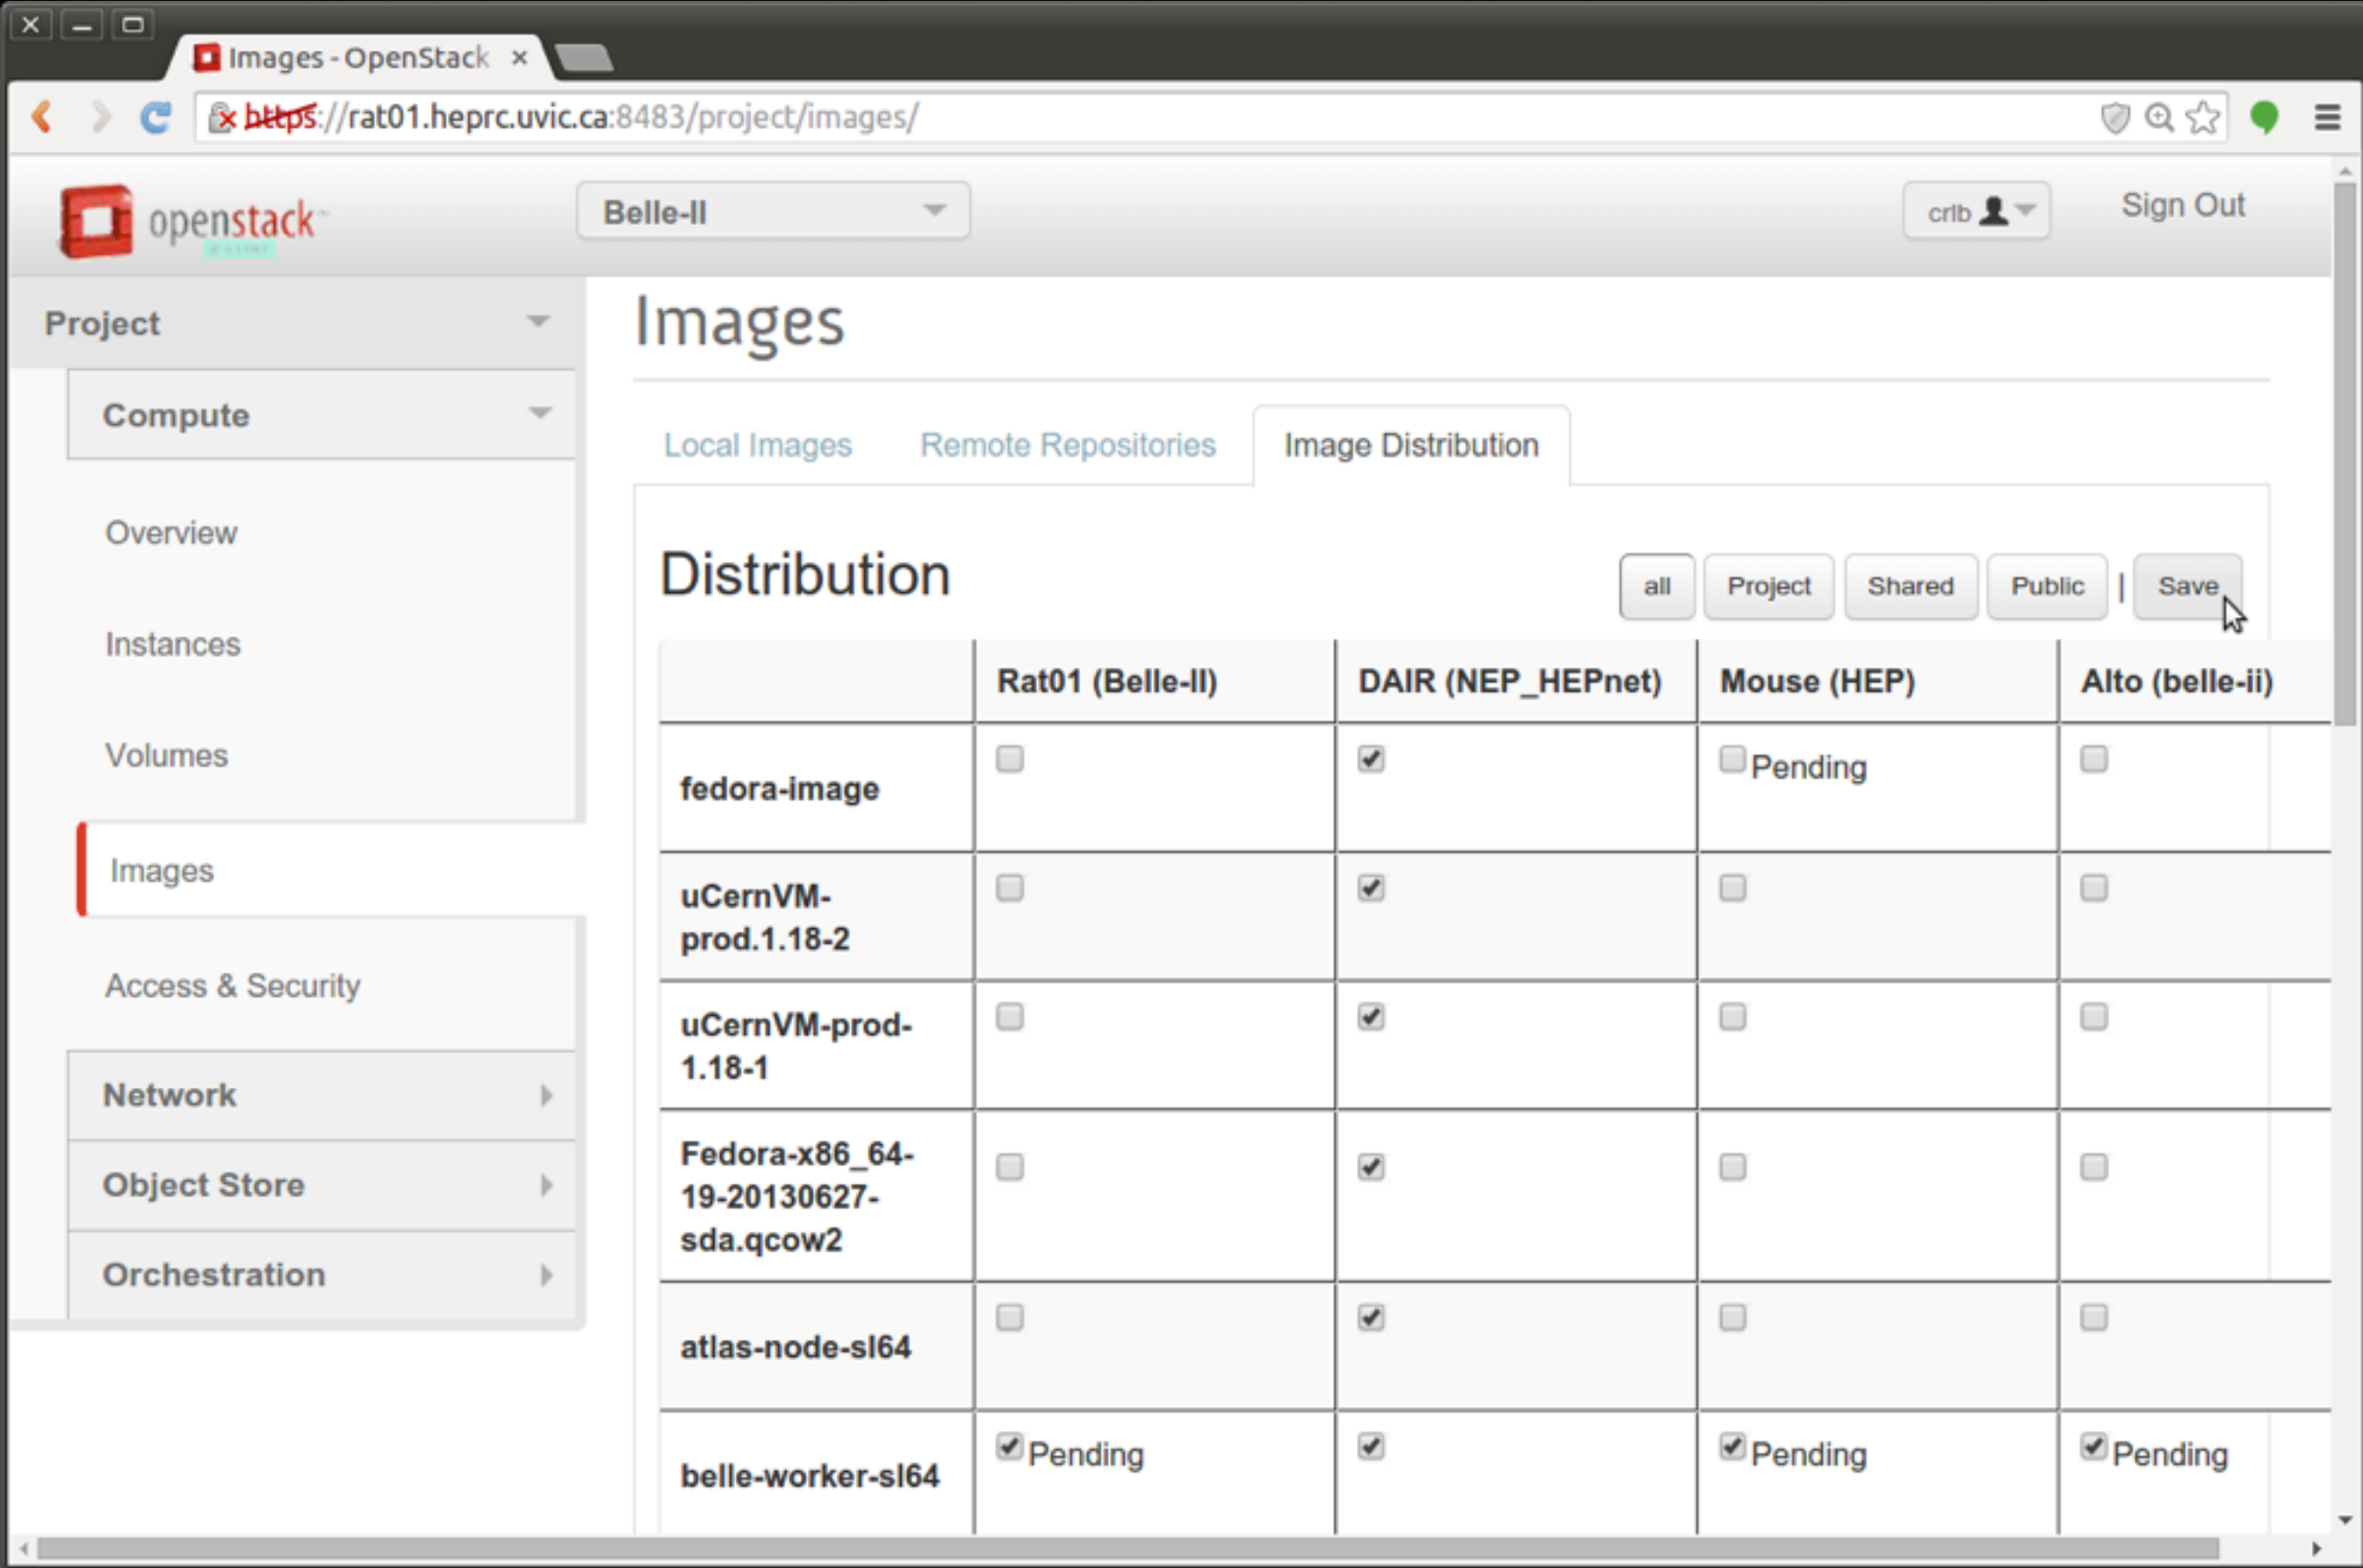 Images - OpenStack
https://rat01.heprc.uvic.ca:8483/project/images/
openstack
Belle-II
crlb
Sign Out
Project
Compute
Overview
Instances
Volumes
Images
Access & Security
Network
Object Store
Orchestration
Images
Local Images Remote Repositories Image Distribution
Distribution
all Project Shared Public | Save
Rat01 (Belle-II) DAIR (NEP_HEPnet) Mouse (HEP) Alto (belle-ii)
fedora-image Pending
uCernVM-
prod.1.18-2
uCernVM-prod-
1.18-1
Fedora-x86_64-
19-20130627-
sda.qcow2
atlas-node-sl64
belle-worker-sl64 Pending Pending Pending